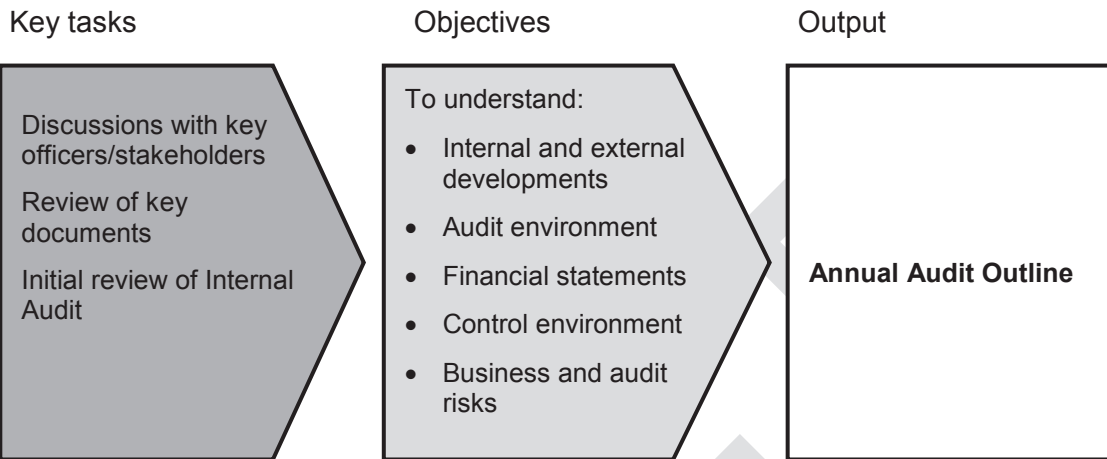 Key tasks
Objectives
Output
Discussions with key
officers/stakeholders
Review of key
documents
Initial review of Internal
Audit
To understand:
• Internal and external
developments
• Audit environment
• Financial statements
• Control environment
• Business and audit
risks
Annual Audit Outline